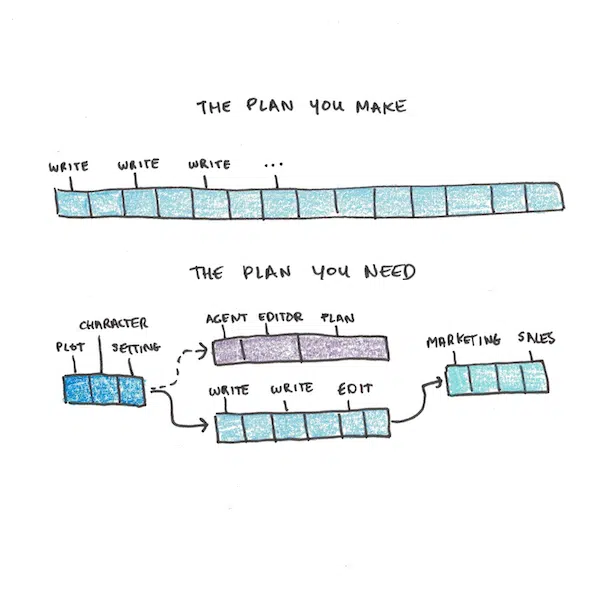 THE PLAN YOU MAKE
WRITE WRITE WRITE ...
THE PLAN YOU NEED
CHARACTER
PLOT SETTING
AGENT EDITOR PLAN
WRITE WRITE EDIT
MARKETING SALES